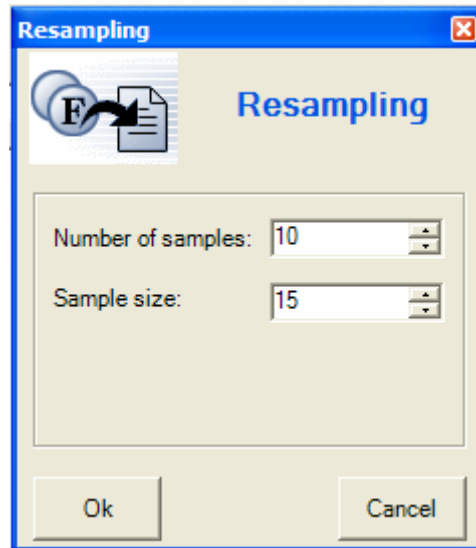 Resampling
F
Resampling
Number of samples: 10
Sample size: 15
Ok Cancel